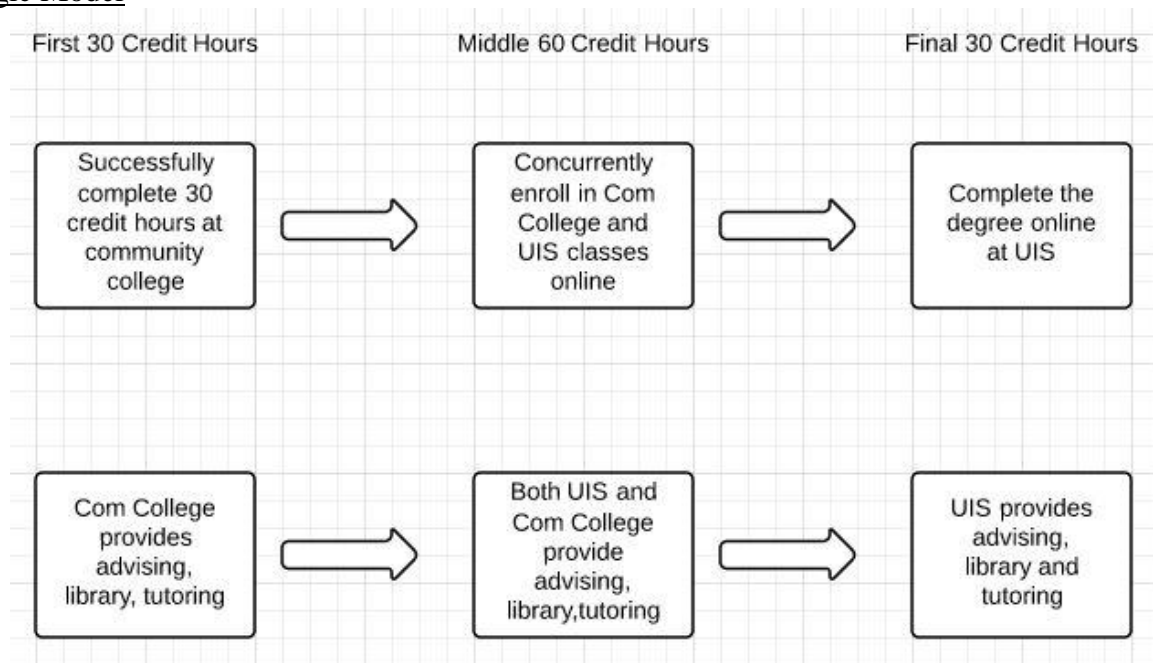 Model
First 30 Credit Hours
Middle 60 Credit Hours
Final 30 Credit Hours
Successfully
complete 30
credit hours at
community
college
Concurrently
enroll in Com
College and
UIS classes
online
Complete the
degree online
at UIS
Com College
provides
advising,
library, tutoring
Both UIS and
Com College
provide
advising,
library,tutoring
UIS provides
advising,
library and
tutoring